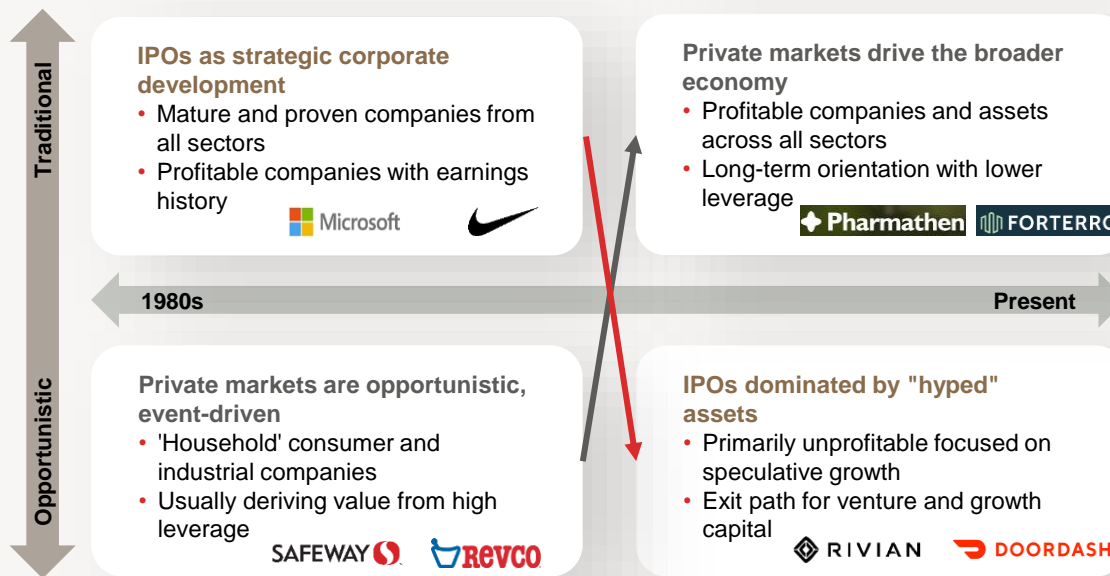 Traditional
IPOs as strategic corporate
development
• Mature and proven companies from
all sectors
• Profitable companies with earnings
history
Microsoft
Private markets drive the broader
economy
• Profitable companies and assets
across all sectors
• Long-term orientation with lower
leverage
Pharmathen
FORTERRO
1980s
Present
Opportunistic
Private markets are opportunistic,
event-driven
• 'Household' consumer and
industrial companies
• Usually deriving value from high
leverage
SAFEWAY
REVCO
IPOs dominated by "hyped"
assets
• Primarily unprofitable focused on
speculative growth
• Exit path for venture and growth
capital
RIVIAN
DOORDASH